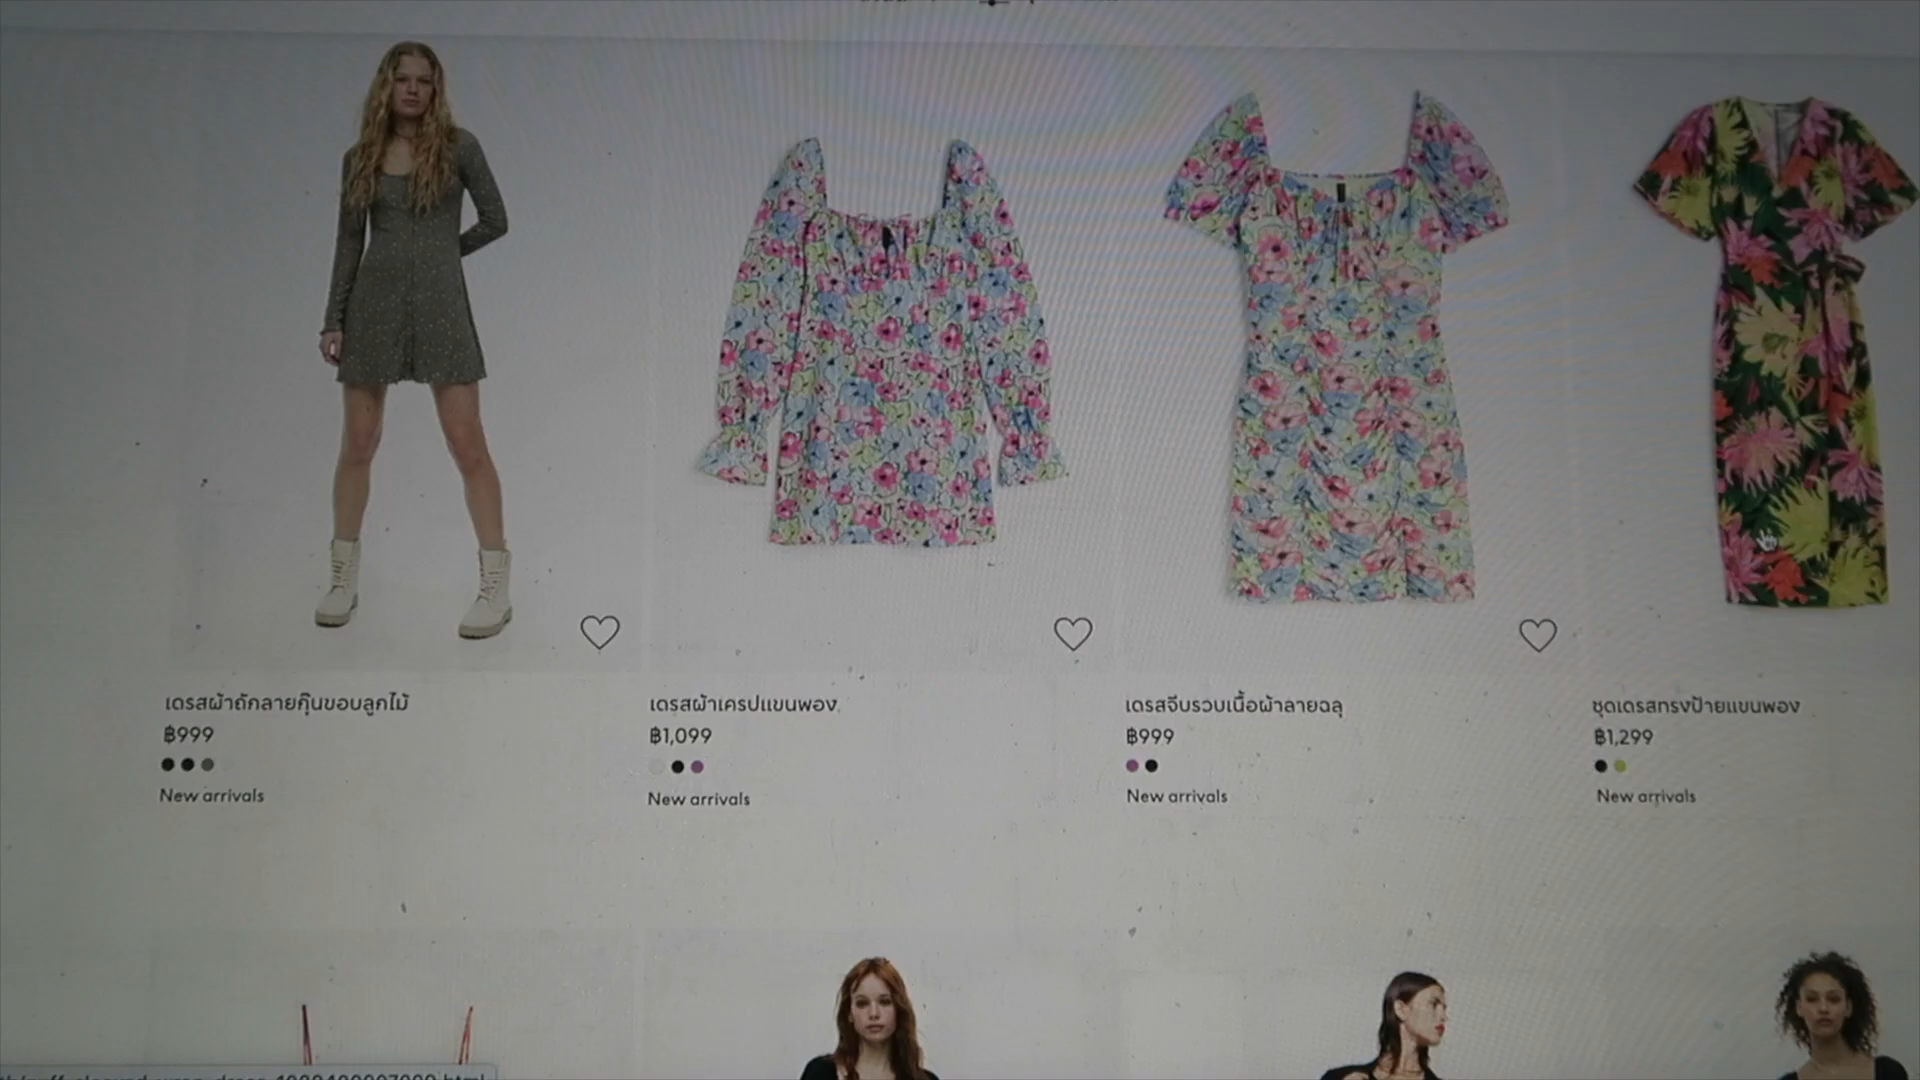 เดรสผ้าถักลายกุ๊นขอบลูกไม้
฿999
New arrivals
เดรสผ้าเครปแขนพอง
฿1,099
New arrivals
เดรสจีบรวบเนื้อผ้าลายฉลุ
฿999
New arrivals
ชุดเดรสทรงป้ายแขนพอง
฿1,299
New arrivals